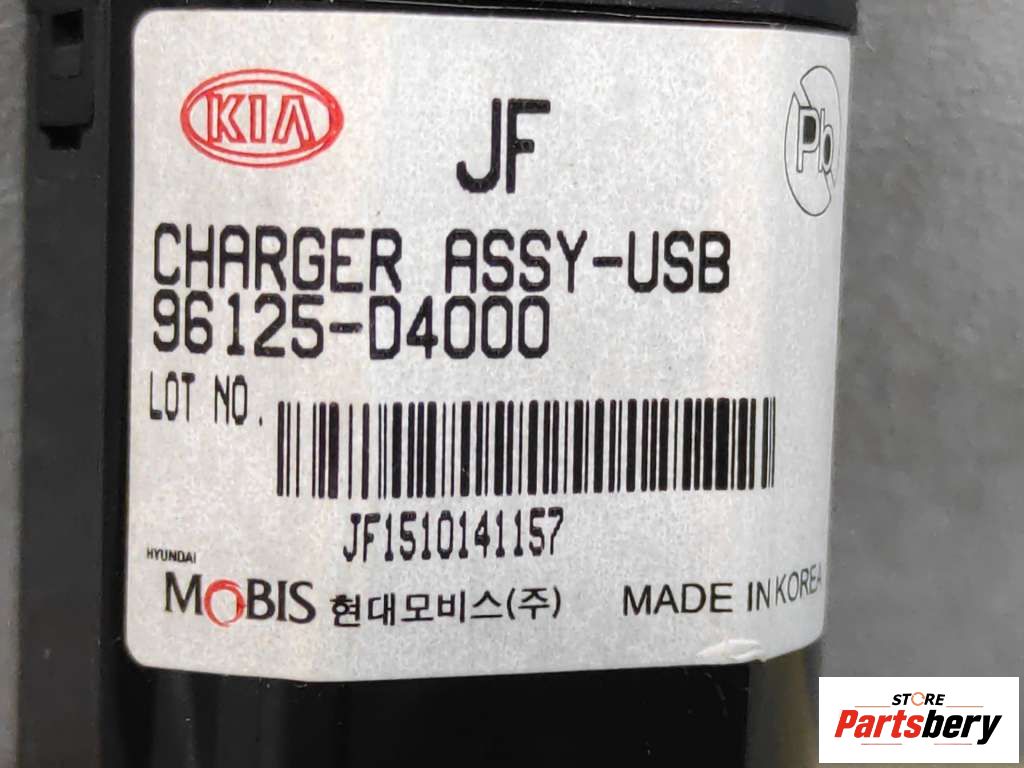 KIA
JF
Pb
CHARGER ASSY-USB
96125-D4000
LOT NO.
JF1510141157
HYUNDAI
MOBIS 현대모비스(주) MADE IN KOREA
STORE
Partsbery